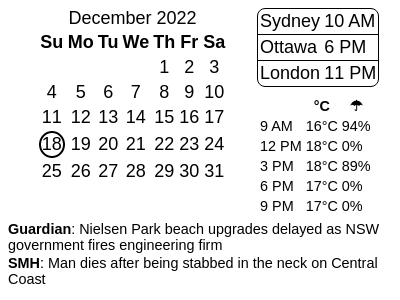 December 2022
Su Mo Tu We Th Fr Sa
1 2 3
4 5 6 7 8 9 10
11 12 13 14 15 16 17
18 19 20 21 22 23 24
25 26 27 28 29 30 31
Sydney 10 AM
Ottawa 6 PM
London 11 PM
°C ☂
9 AM 16°C 94%
12 PM 18°C 0%
3 PM 18°C 89%
6 PM 17°C 0%
9 PM 17°C 0%
Guardian: Nielsen Park beach upgrades delayed as NSW
government fires engineering firm
SMH: Man dies after being stabbed in the neck on Central
Coast